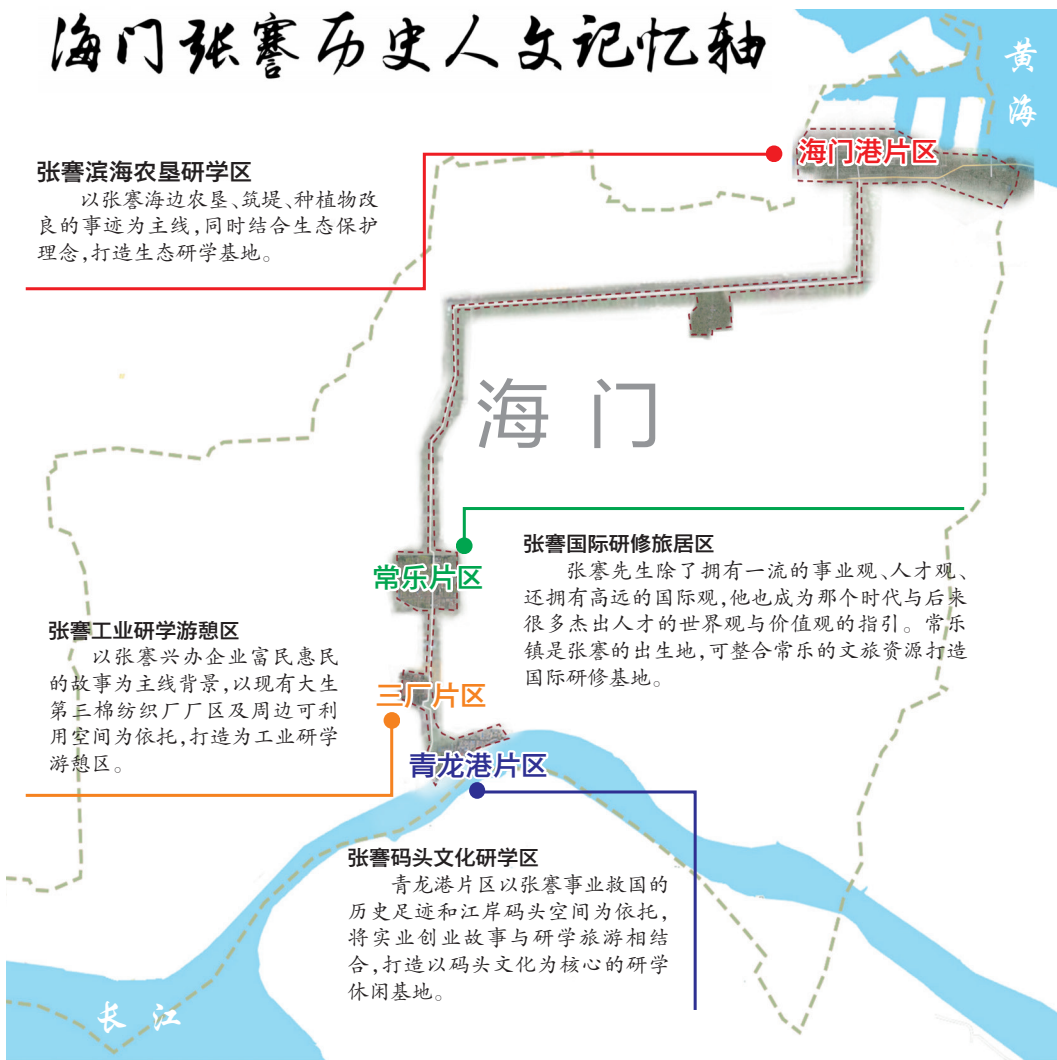 海门张謇历史人文记忆轴
黄
海
海门港片区
张謇滨海农垦研学区
以张謇海边农垦、筑堤、种植物改
良的事迹为主线,同时结合生态保护
理念,打造生态研学基地。
海门
张謇国际研修旅居区
张謇先生除了拥有一流的事业观、人才观、
还拥有高远的国际观,他也成为那个时代与后来
很多杰出人才的世界观与价值观的指引。常乐
镇是张謇的出生地,可整合常乐的文旅资源打造
国际研修基地。
常乐片区
张謇工业研学游憩区
以张謇兴办企业富民惠民
的故事为主线背景,以现有大生
第三棉纺织厂厂区及周边可利
用空间为依托,打造为工业研学
游憩区。
三厂片区
青龙港片区
张謇码头文化研学区
青龙港片区以张謇事业救国的
历史足迹和江岸码头空间为依托,
将实业创业故事与研学旅游相结
合,打造以码头文化为核心的研学
休闲基地。
长江